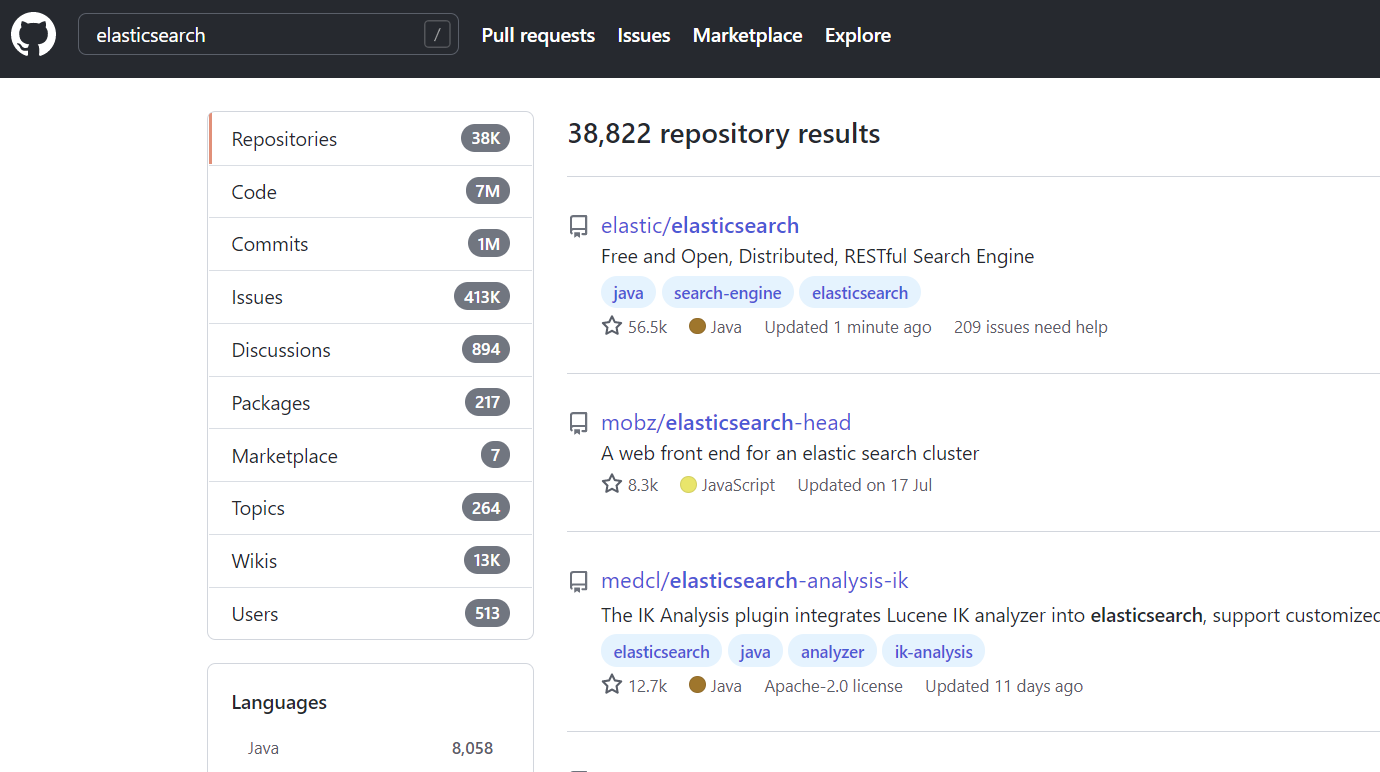 elasticsearch / Pull requests Issues Marketplace Explore
Repositories 38K
Code 7M
Commits 1M
Issues 413K
Discussions 894
Packages 217
Marketplace 7
Topics 264
Wikis 13K
Users 513
Languages
Java 8,058
38,822 repository results
elastic/elasticsearch
Free and Open, Distributed, RESTful Search Engine
java search-engine elasticsearch
56.5k Java Updated 1 minute ago 209 issues need help
mobz/elasticsearch-head
A web front end for an elastic search cluster
8.3k JavaScript Updated on 17 Jul
medcl/elasticsearch-analysis-ik
The IK Analysis plugin integrates Lucene IK analyzer into elasticsearch, support customized
elasticsearch java analyzer ik-analysis
12.7k Java Apache-2.0 license Updated 11 days ago